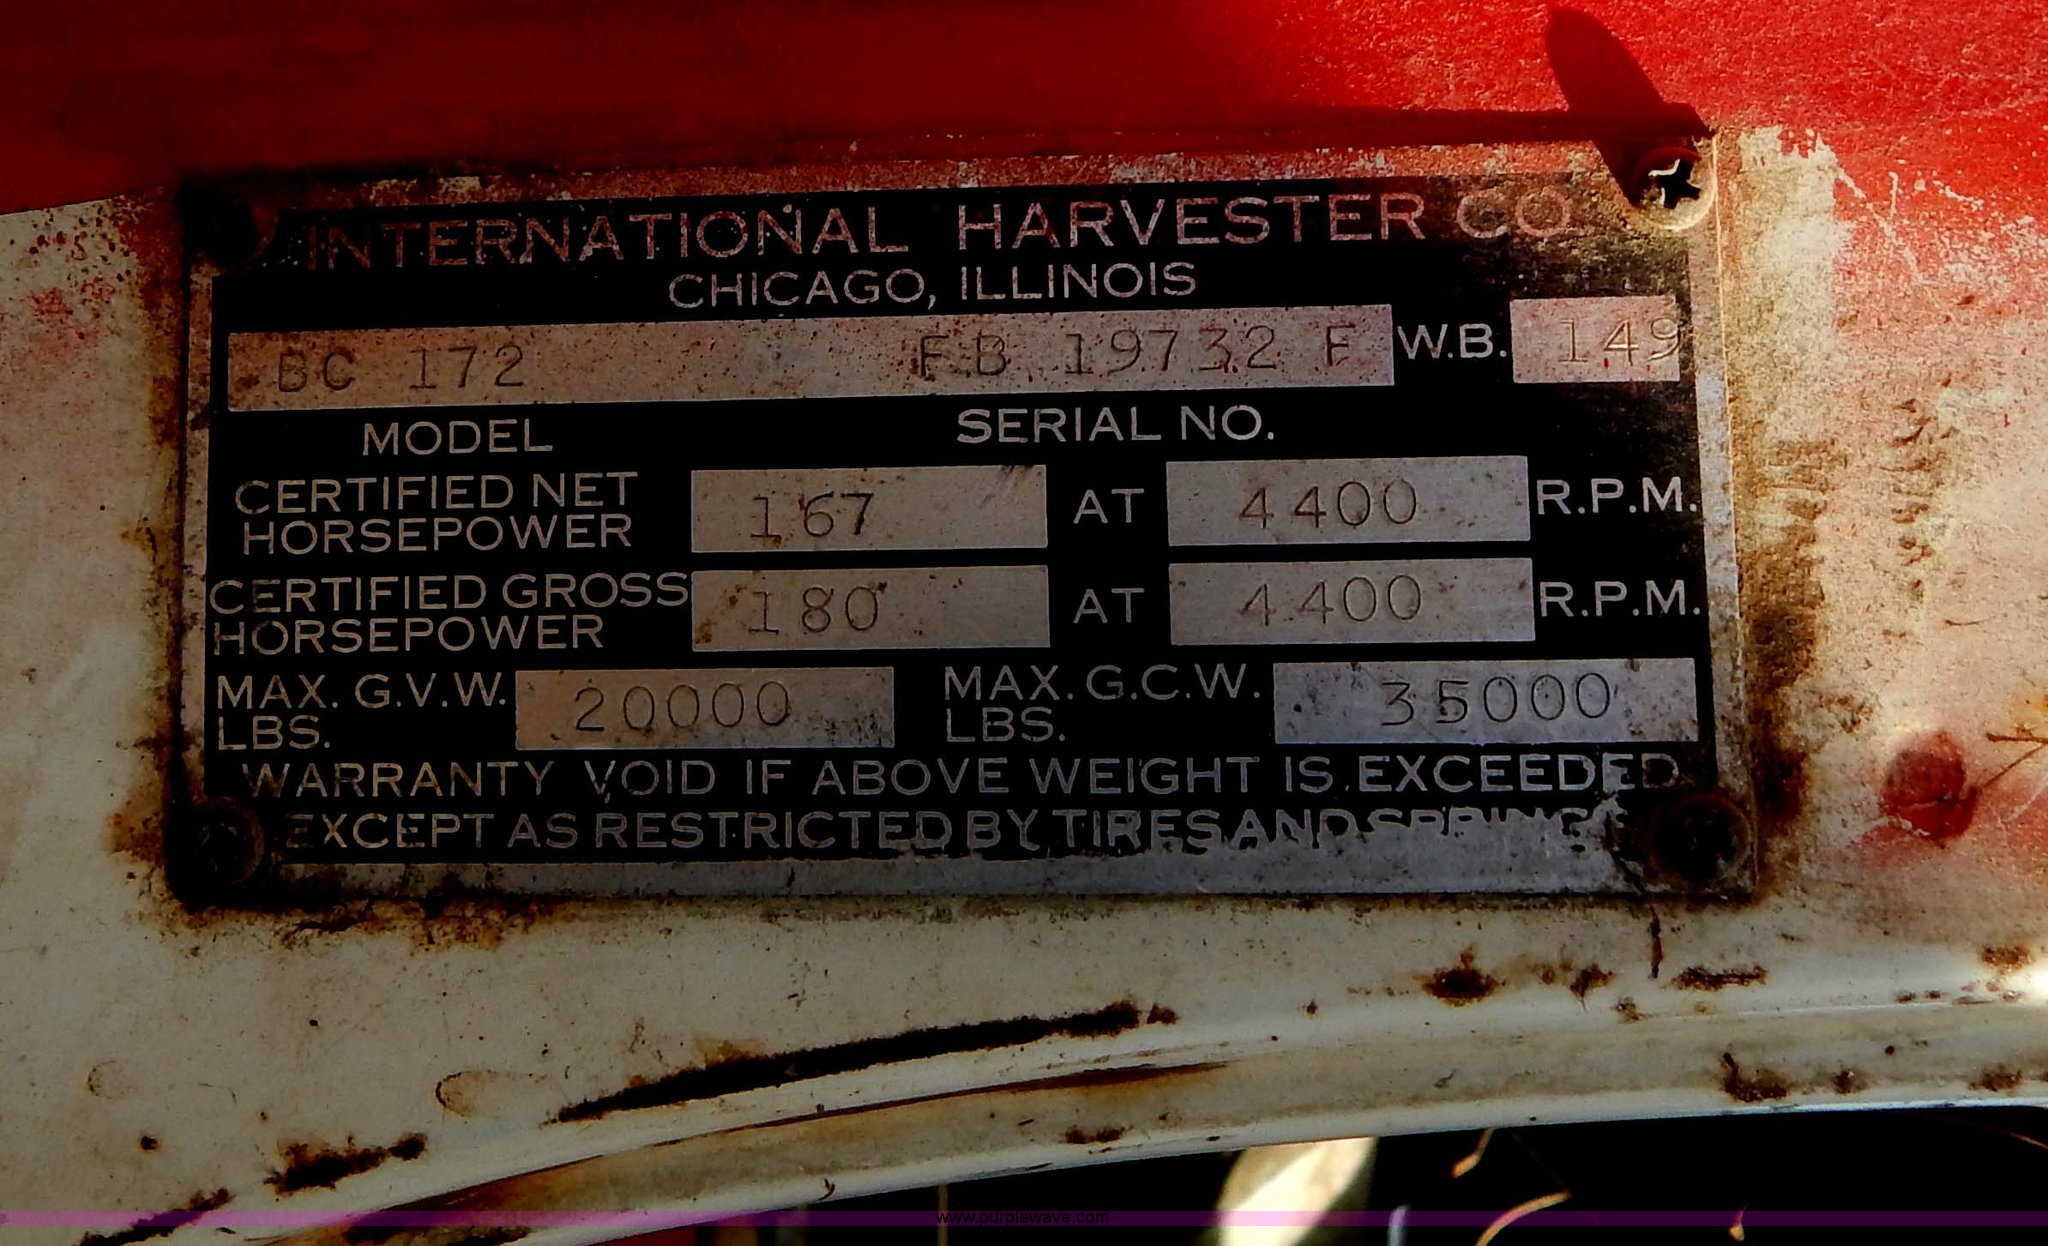 INTERNATIONAL HARVESTER CO.
CHICAGO, ILLINOIS
BC 172 FB 19732 F W.B. 149
MODEL SERIAL NO.
CERTIFIED NET HORSEPOWER 167 AT 4400 R.P.M.
CERTIFIED GROSS HORSEPOWER 180 AT 4400 R.P.M.
MAX. G.V.W. LBS. 20000 MAX. G.C.W. LBS. 35000
WARRANTY VOID IF ABOVE WEIGHT IS EXCEEDED
EXCEPT AS RESTRICTED BY TIRES AND SPRINGS
www.purplewave.com